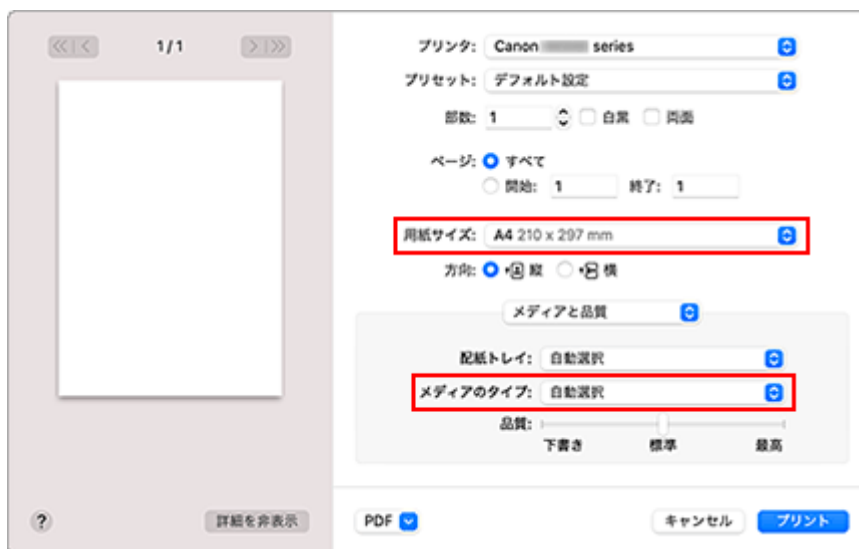 1/1
プリンタ: Canon series
プリセット: デフォルト設定
部数: 1 白黒 両面
ページ: すべて
開始: 1 終了: 1
用紙サイズ: A4 210 x 297 mm
方向: 縦 横
メディアと品質
配紙トレイ: 自動選択
メディアのタイプ: 自動選択
品質:
下書き 標準 最高
? 詳細を非表示 PDF キャンセル プリント